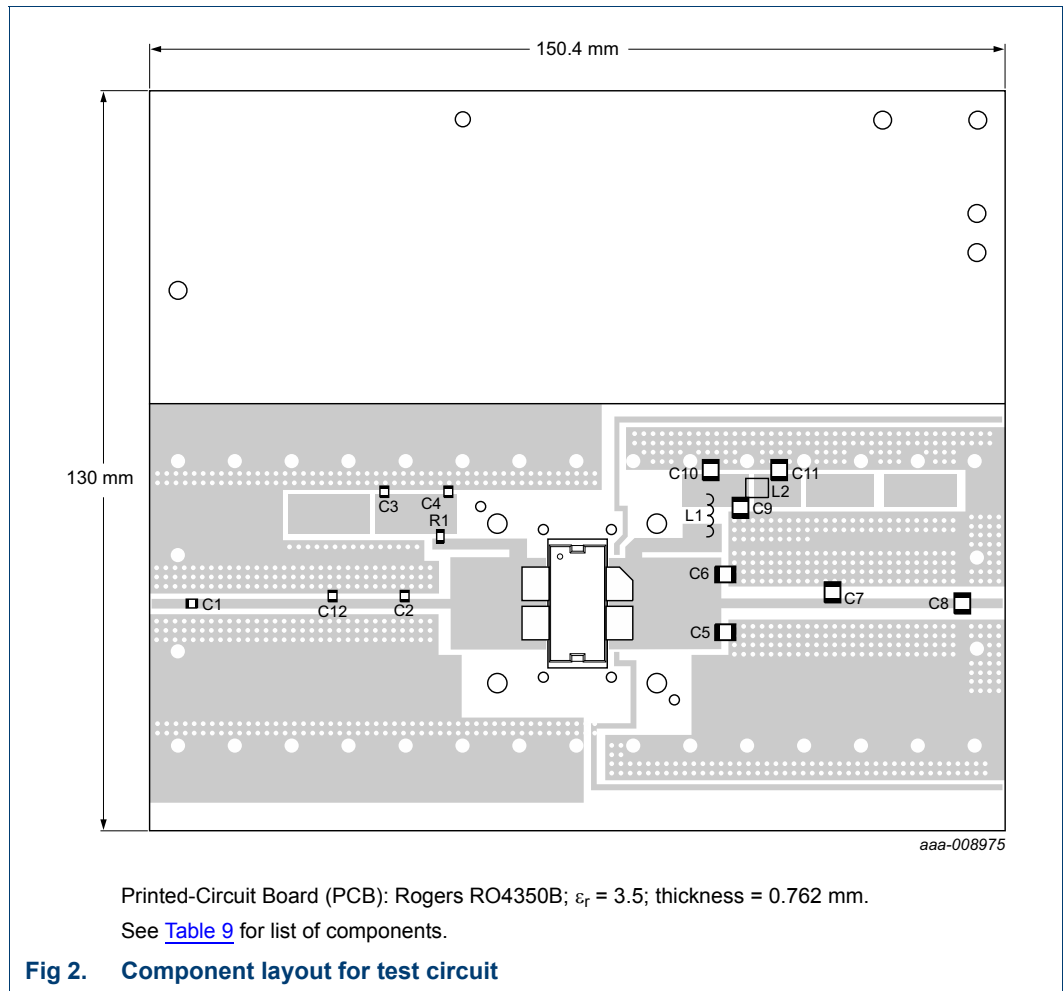 150.4 mm
130 mm
C10
C11
L2
C3
C4
C9
L1
R1
C6
C7
C1
C12
C2
C8
C5
aaa-008975
Printed-Circuit Board (PCB): Rogers RO4350B; εr = 3.5; thickness = 0.762 mm.
See Table 9 for list of components.
Fig 2. Component layout for test circuit